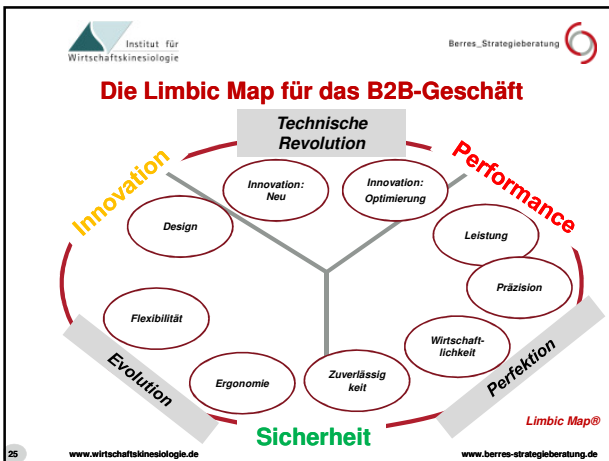 Institut für
Wirtschaftskinesiologie
Berres_Strategieberatung
Die Limbic Map für das B2B-Geschäft
Technische
Revolution
Innovation
Performance
Innovation:
Neu
Innovation:
Optimierung
Design
Leistung
Präzision
Flexibilität
Wirtschaft-
lichkeit
Evolution
Ergonomie
Zuverlässig
keit
Perfektion
Sicherheit
Limbic Map®
25
www.wirtschaftskinesiologie.de
www.berres-strategieberatung.de